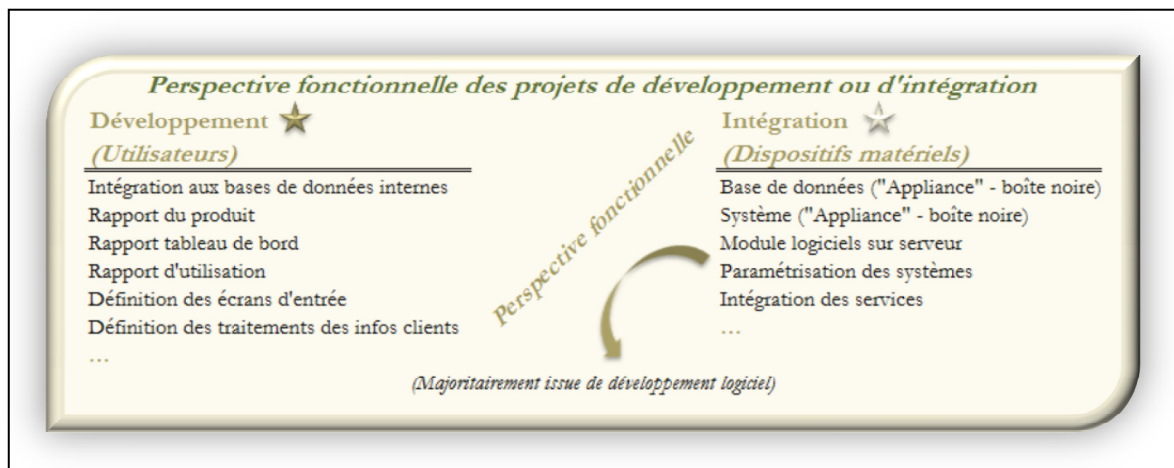 Perspective fonctionnelle des projets de développement ou d'intégration
Développement
(Utilisateurs)
Intégration aux bases de données internes
Rapport du produit
Rapport tableau de bord
Rapport d'utilisation
Définition des écrans d'entrée
Définition des traitements des infos clients
…
Perspective fonctionnelle
Intégration
(Dispositifs matériels)
Base de données ("Appliance" - boîte noire)
Système ("Appliance" - boîte noire)
Module logiciels sur serveur
Paramétrisation des systèmes
Intégration des services
…
(Majoritairement issue de développement logiciel)